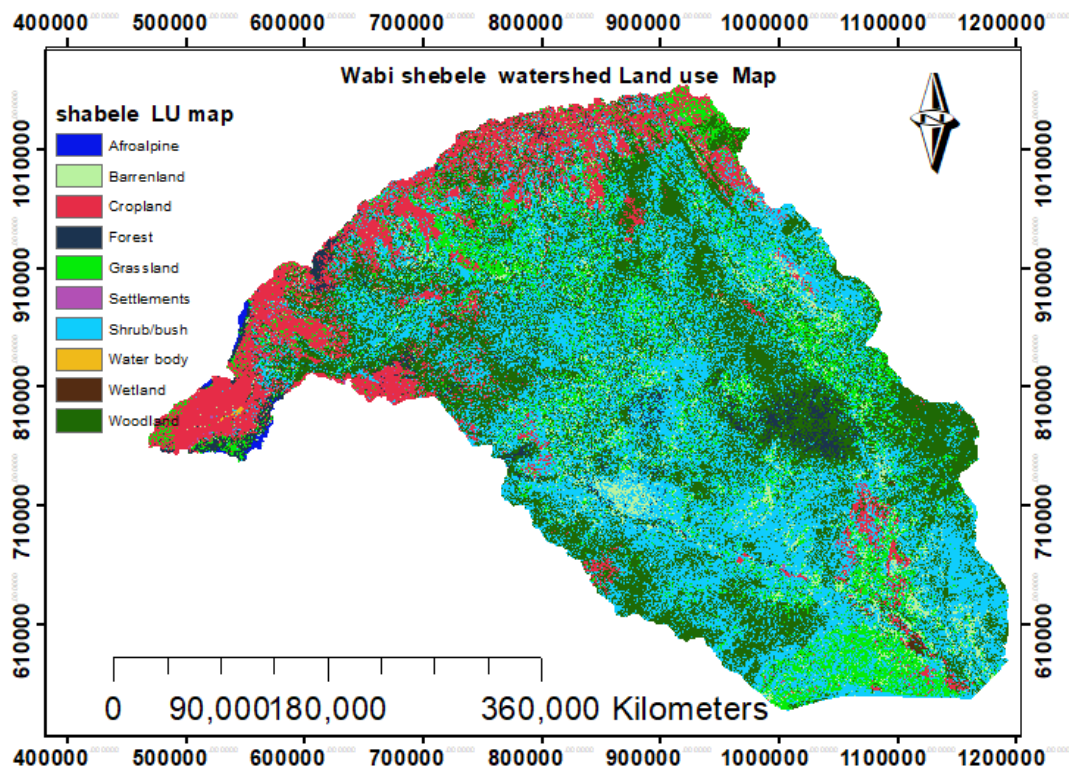 400000 500000 600000 700000 800000 900000 1000000 1100000 1200000
Wabi shebele watershed Land use Map
N
shabele LU map
Afroalpine
Barrenland
Cropland
Forest
Grassland
Settlements
Shrub/bush
Water body
Wetland
Woodland
1010000
910000
810000
710000
610000
1010000
910000
810000
710000
610000
0 90,000180,000 360,000 Kilometers
400000 500000 600000 700000 800000 900000 1000000 1100000 1200000